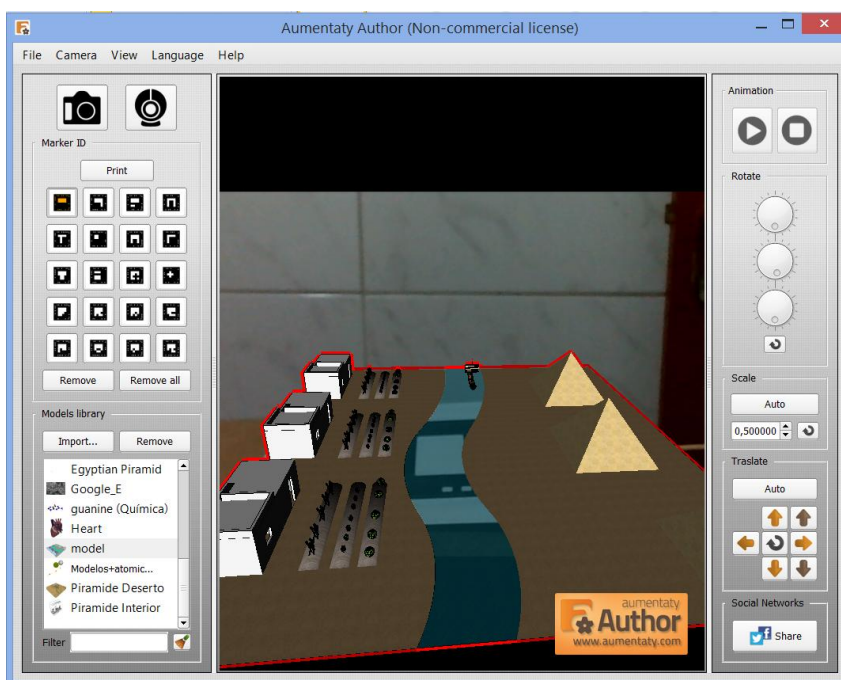 Aumentaty Author (Non-commercial license)
File Camera View Language Help
Marker ID
Print
Remove Remove all
Models library
Import... Remove
Egyptian Piramid
Google_E
guanine (Química)
Heart
model
Modelos+atomic...
Piramide Deserto
Piramide Interior
Filter
aumentaty
Author
www.aumentaty.com
Animation
Rotate
Scale
Auto
0,500000
Traslate
Auto
Social Networks
Share